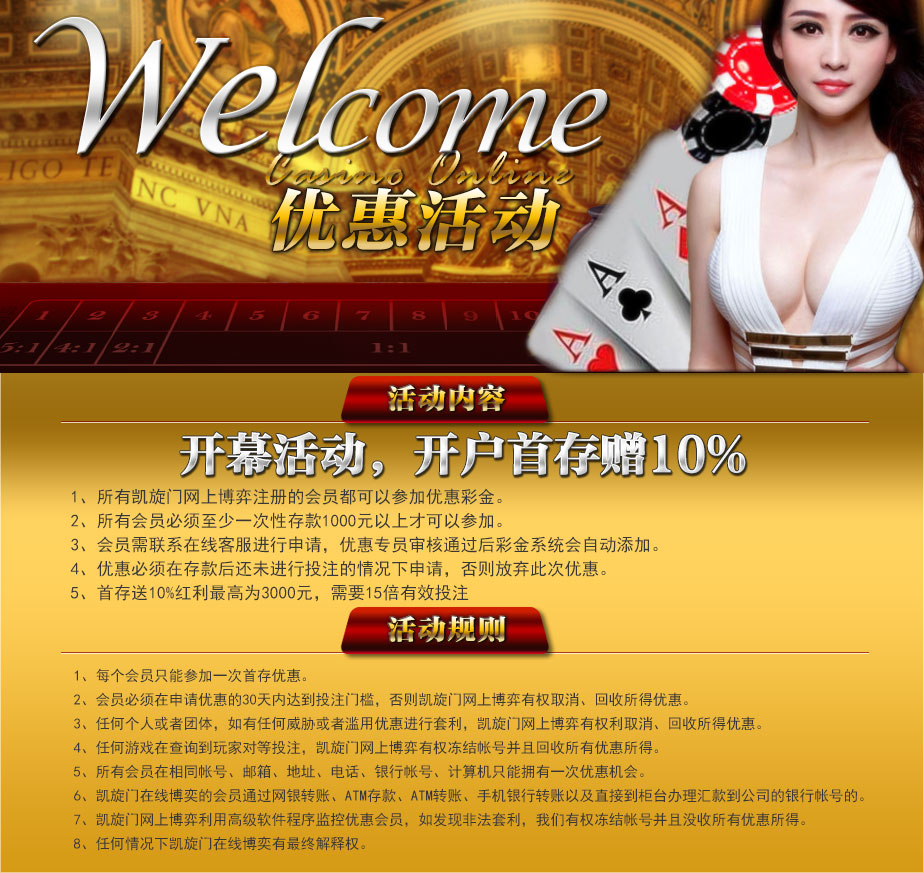 Welcome
Casino Online
优惠活动
LIGO TE
NC VNA
1 2 3 4 5 6 7 8 9 10
5:1 4:1 2:1 1:1
A
A
A
活动内容
开幕活动，开户首存赠10%
1、所有凯旋门网上博弈注册的会员都可以参加优惠彩金。
2、所有会员必须至少一次性存款1000元以上才可以参加。
3、会员需联系在线客服进行申请，优惠专员审核通过后彩金系统会自动添加。
4、优惠必须在存款后还未进行投注的情况下申请，否则放弃此次优惠。
5、首存送10%红利最高为3000元，需要15倍有效投注
活动规则
1、每个会员只能参加一次首存优惠。
2、会员必须在申请优惠的30天内达到投注门槛，否则凯旋门网上博弈有权取消、回收所得优惠。
3、任何个人或者团体，如有任何威胁或者滥用优惠进行套利，凯旋门网上博弈有权利取消、回收所得优惠。
4、任何游戏在查询到玩家对等投注，凯旋门网上博弈有权冻结帐号并且回收所有优惠所得。
5、所有会员在相同帐号、邮箱、地址、电话、银行帐号、计算机只能拥有一次优惠机会。
6、凯旋门在线博奕的会员通过网银转账、ATM存款、ATM转账、手机银行转账以及直接到柜台办理汇款到公司的银行帐号的。
7、凯旋门网上博弈利用高级软件程序监控优惠会员，如发现非法套利，我们有权冻结帐号并且没收所有优惠所得。
8、任何情况下凯旋门在线博奕有最终解释权。